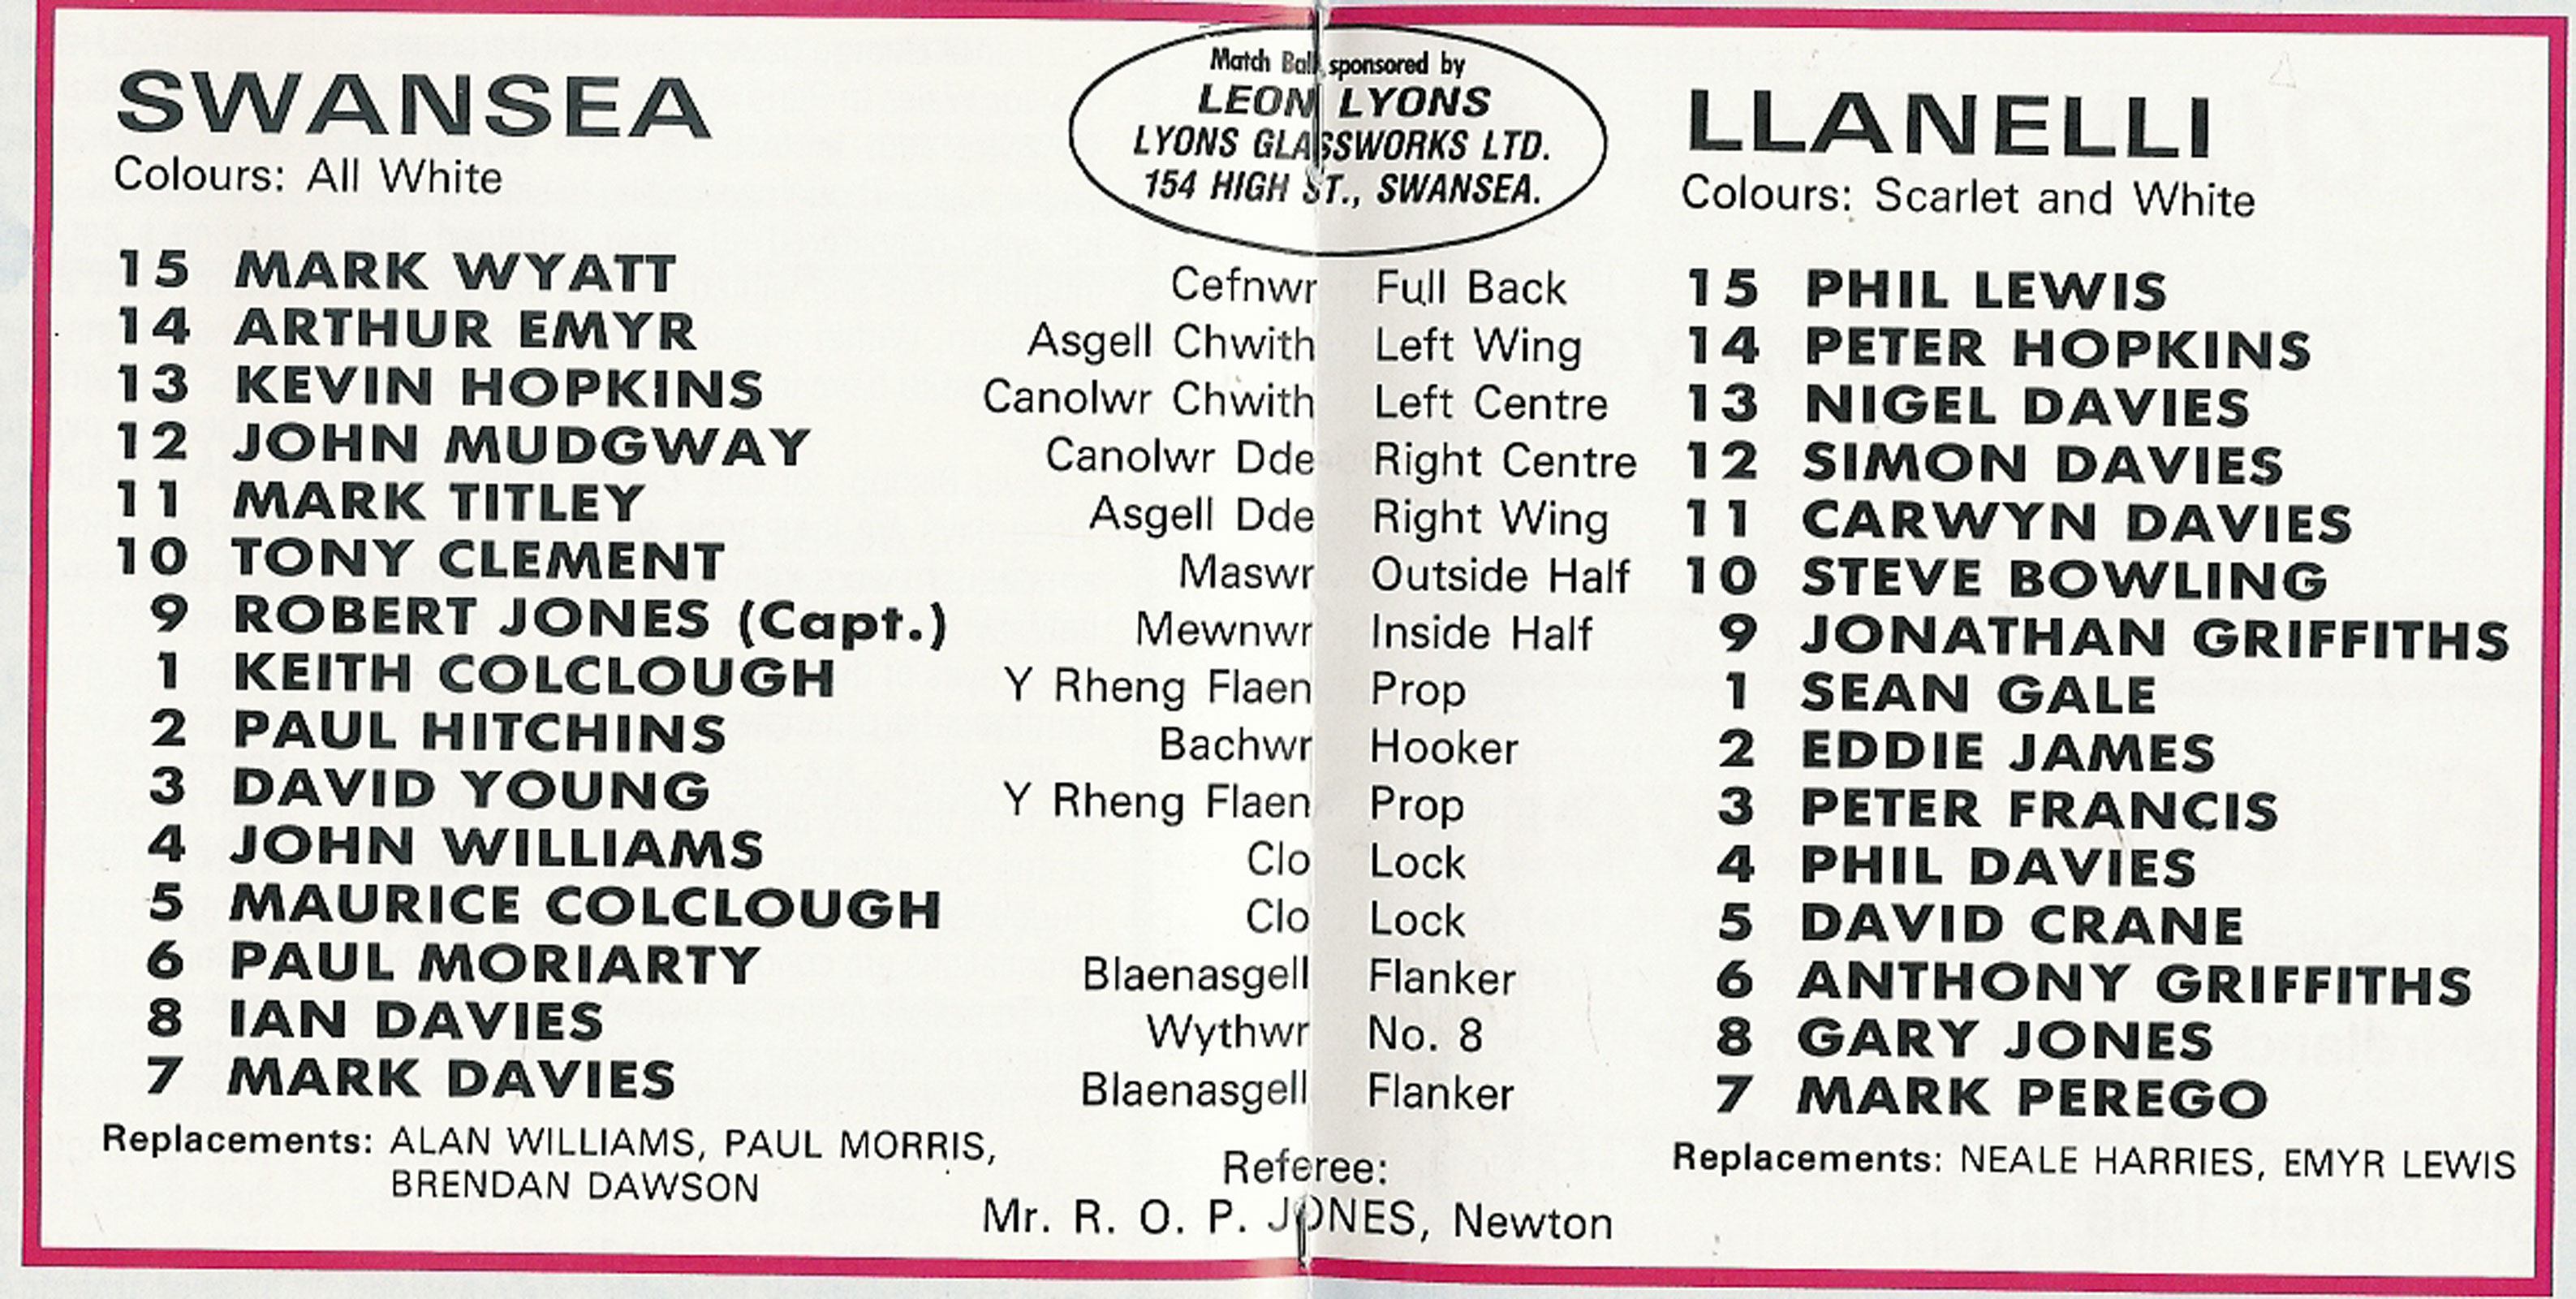 SWANSEA
Colours: All White
15 MARK WYATT
14 ARTHUR EMYR
13 KEVIN HOPKINS
12 JOHN MUDGWAY
11 MARK TITLEY
10 TONY CLEMENT
9 ROBERT JONES (Capt.)
1 KEITH COLCLOUGH
2 PAUL HITCHINS
3 DAVID YOUNG
4 JOHN WILLIAMS
5 MAURICE COLCLOUGH
6 PAUL MORIARTY
8 IAN DAVIES
7 MARK DAVIES
Replacements: ALAN WILLIAMS, PAUL MORRIS,
BRENDAN DAWSON
Match Ball sponsored by
LEON LYONS
LYONS GLASSWORKS LTD.
154 HIGH ST., SWANSEA.
Cefnwr Full Back
Asgell Chwith Left Wing
Canolwr Chwith Left Centre
Canolwr Dde Right Centre
Asgell Dde Right Wing
Maswr Outside Half
Mewnwr Inside Half
Y Rheng Flaen Prop
Bachwr Hooker
Y Rheng Flaen Prop
Clo Lock
Clo Lock
Blaenasgell Flanker
Wythwr No. 8
Blaenasgell Flanker
Referee:
Mr. R. O. P. JONES, Newton
LLANELLI
Colours: Scarlet and White
15 PHIL LEWIS
14 PETER HOPKINS
13 NIGEL DAVIES
12 SIMON DAVIES
11 CARWYN DAVIES
10 STEVE BOWLING
9 JONATHAN GRIFFITHS
1 SEAN GALE
2 EDDIE JAMES
3 PETER FRANCIS
4 PHIL DAVIES
5 DAVID CRANE
6 ANTHONY GRIFFITHS
8 GARY JONES
7 MARK PEREGO
Replacements: NEALE HARRIES, EMYR LEWIS